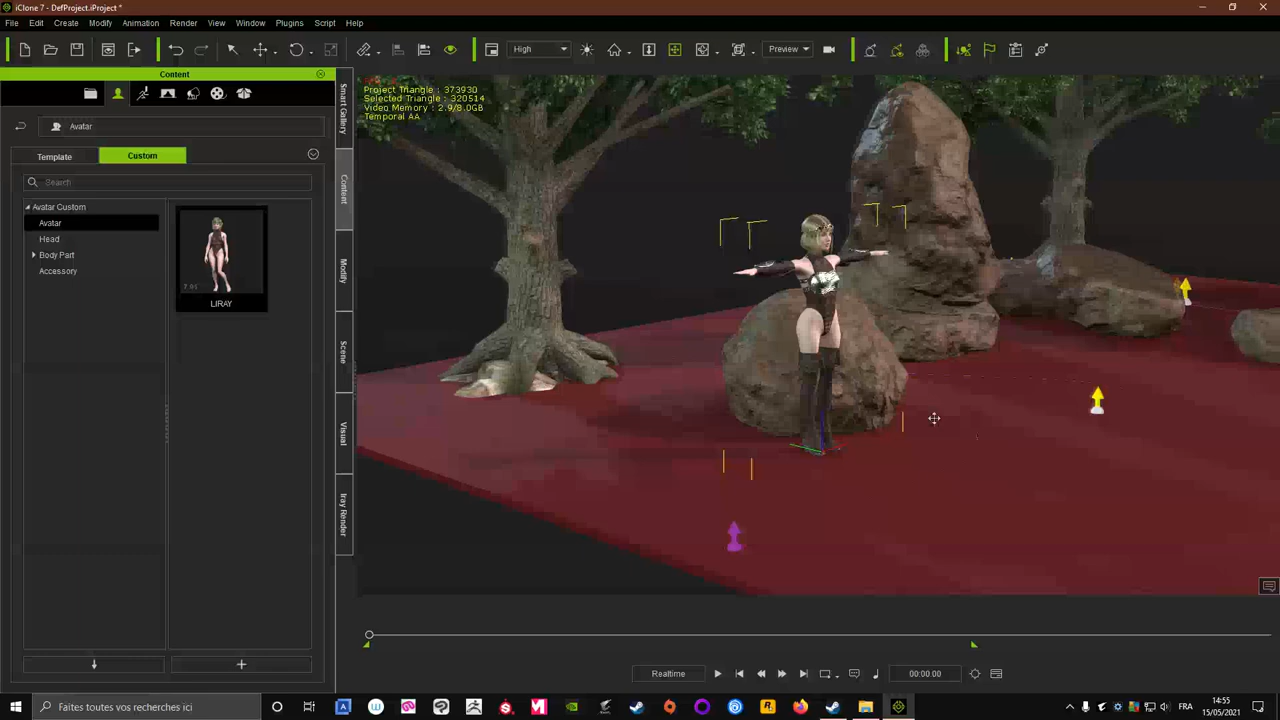 iClone 7 - DefProject.iProject *
File Edit Create Modify Animation Render View Window Plugins Script Help
High
Preview
Content
Project Triangle : 373930
Selected Triangle : 320514
Video Memory : 2.9/8.0GB
Temporal AA
Avatar
Template Custom
Search
Avatar Custom
Avatar
Head
Body Part
Accessory
LIRAY
Smart Gallery
Content
Modify
Scene
Visual
Iray Render
Realtime
00:00.00
Faites toutes vos recherches ici
FRA
14:55
15/05/2021